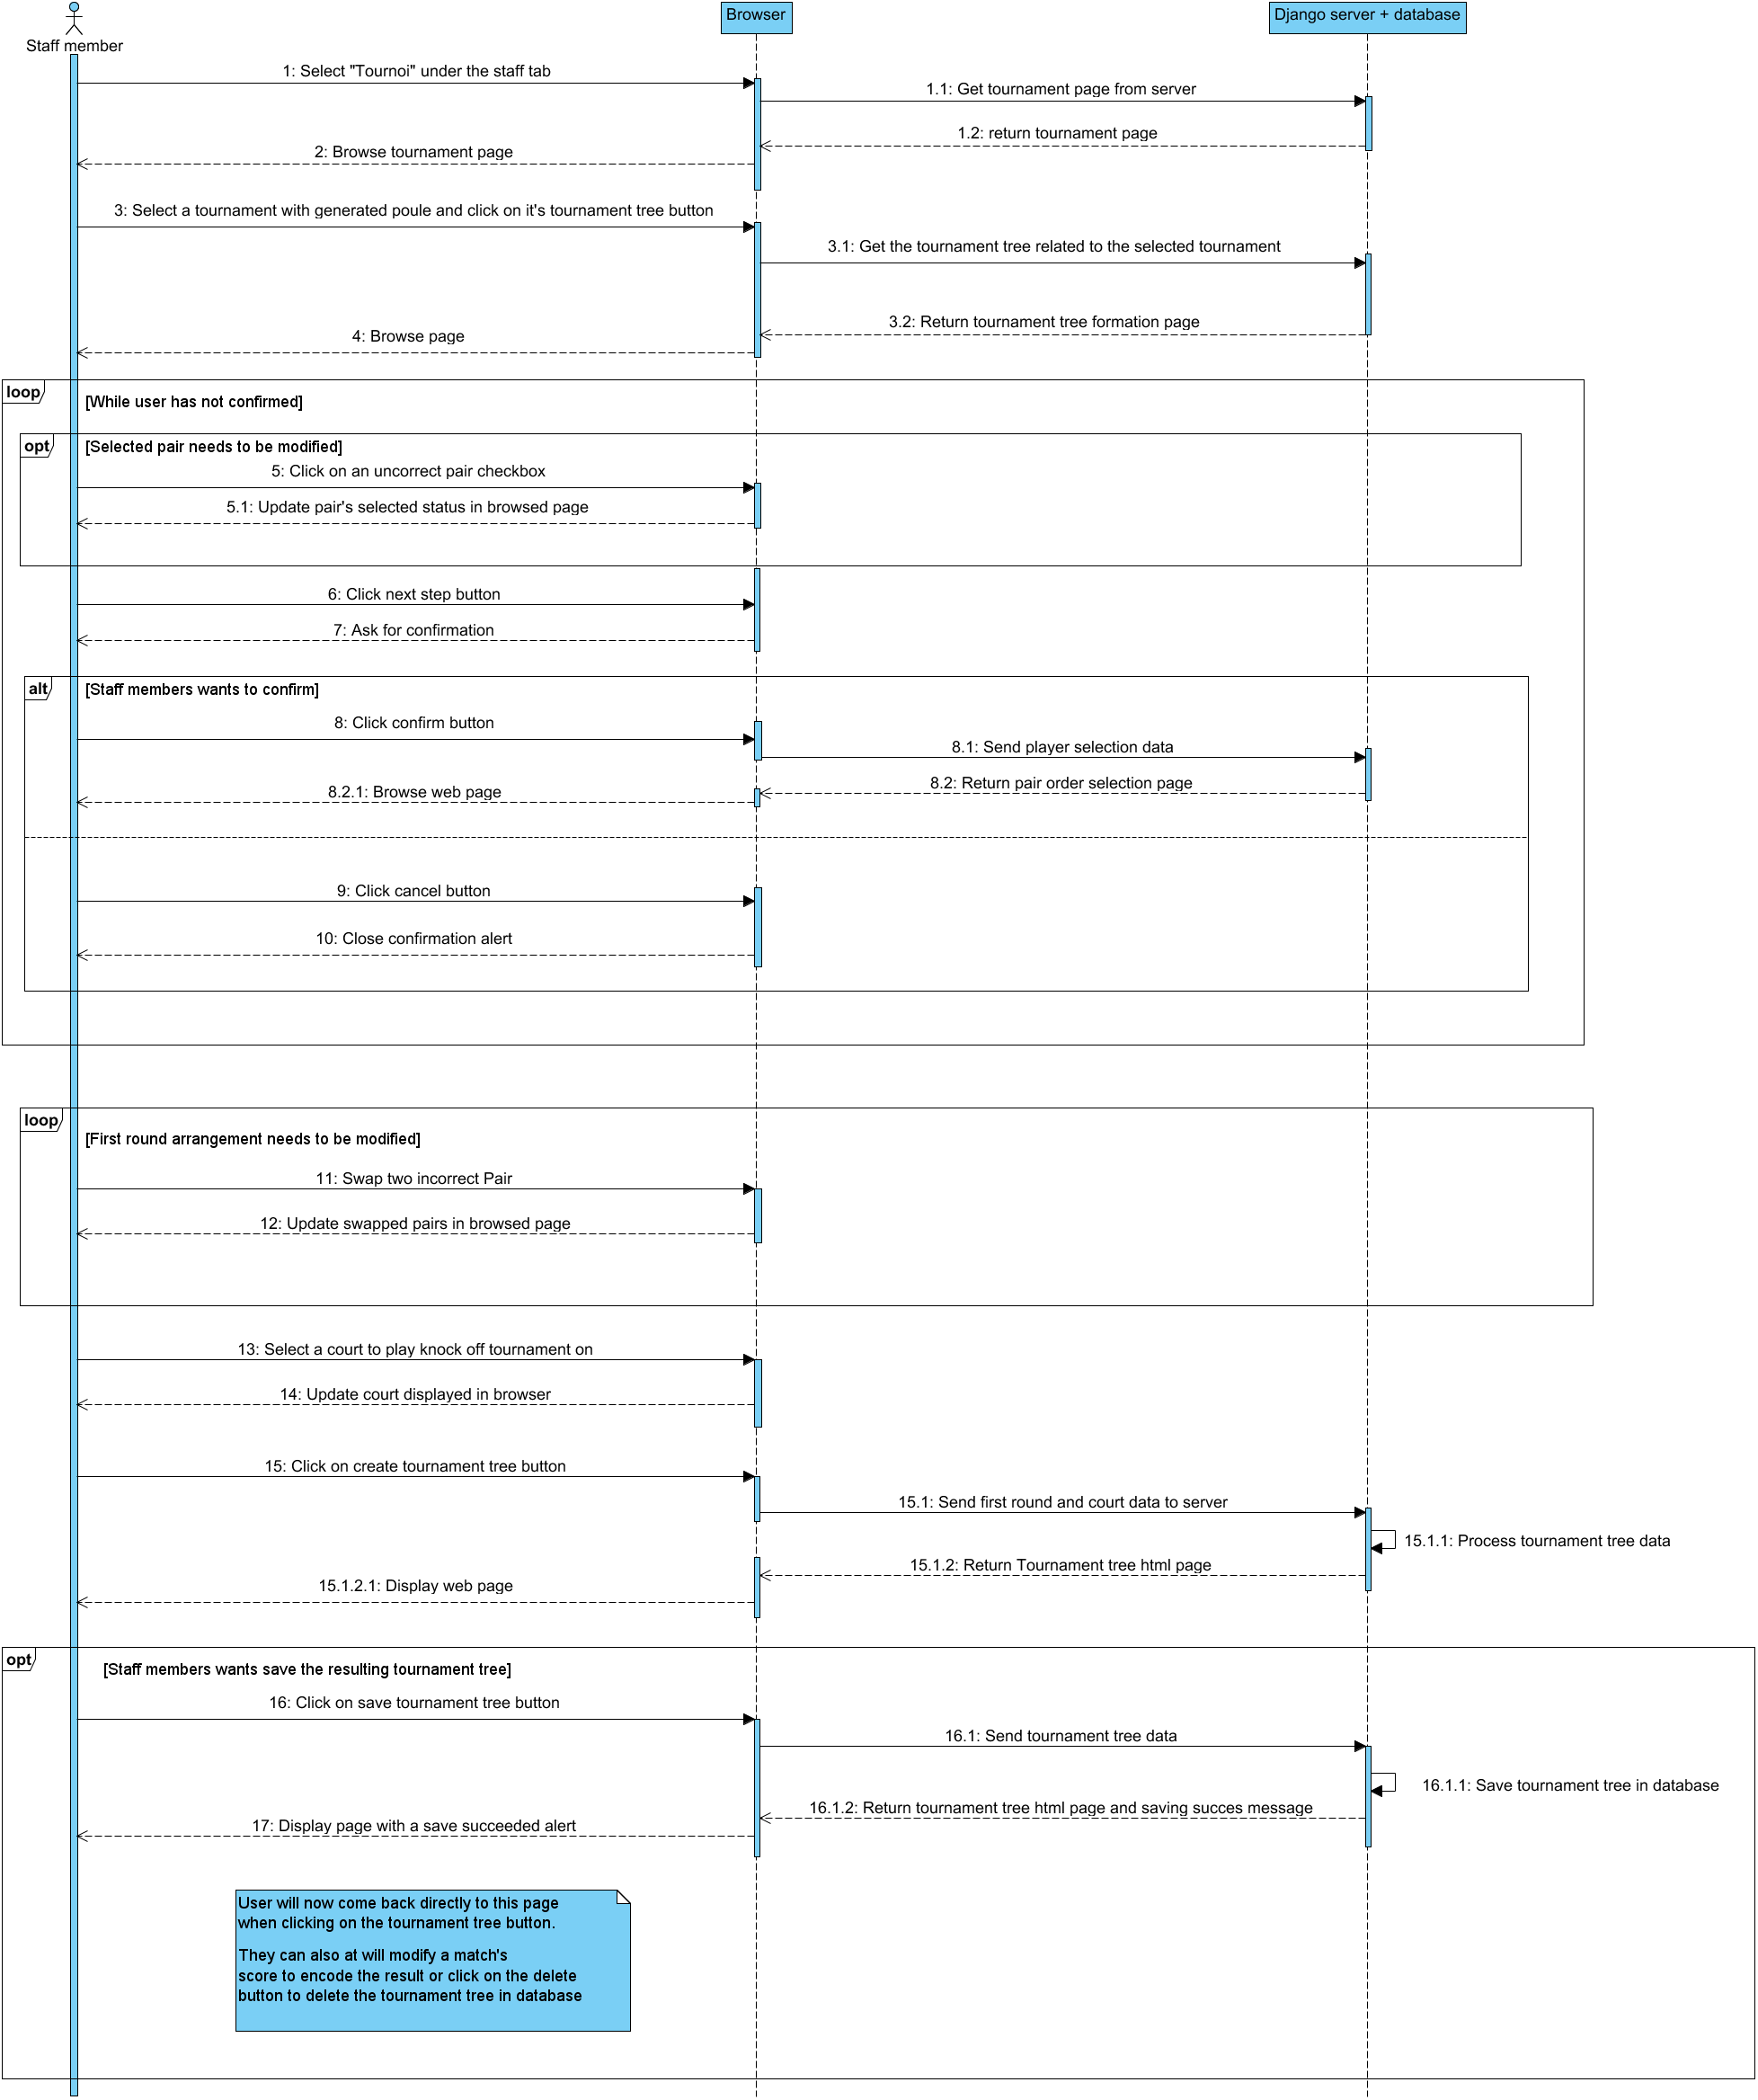 Staff member
Browser
Django server + database
1: Select "Tournoi" under the staff tab
1.1: Get tournament page from server
1.2: return tournament page
2: Browse tournament page
3: Select a tournament with generated poule and click on it's tournament tree button
3.1: Get the tournament tree related to the selected tournament
3.2: Return tournament tree formation page
4: Browse page
loop
[While user has not confirmed]
opt
[Selected pair needs to be modified]
5: Click on an uncorrect pair checkbox
5.1: Update pair's selected status in browsed page
6: Click next step button
7: Ask for confirmation
alt
[Staff members wants to confirm]
8: Click confirm button
8.1: Send player selection data
8.2: Return pair order selection page
8.2.1: Browse web page
9: Click cancel button
10: Close confirmation alert
loop
[First round arrangement needs to be modified]
11: Swap two incorrect Pair
12: Update swapped pairs in browsed page
13: Select a court to play knock off tournament on
14: Update court displayed in browser
15: Click on create tournament tree button
15.1: Send first round and court data to server
15.1.1: Process tournament tree data
15.1.2: Return Tournament tree html page
15.1.2.1: Display web page
opt
[Staff members wants save the resulting tournament tree]
16: Click on save tournament tree button
16.1: Send tournament tree data
16.1.1: Save tournament tree in database
16.1.2: Return tournament tree html page and saving succes message
17: Display page with a save succeeded alert
User will now come back directly to this page
when clicking on the tournament tree button.
They can also at will modify a match's
score to encode the result or click on the delete
button to delete the tournament tree in database